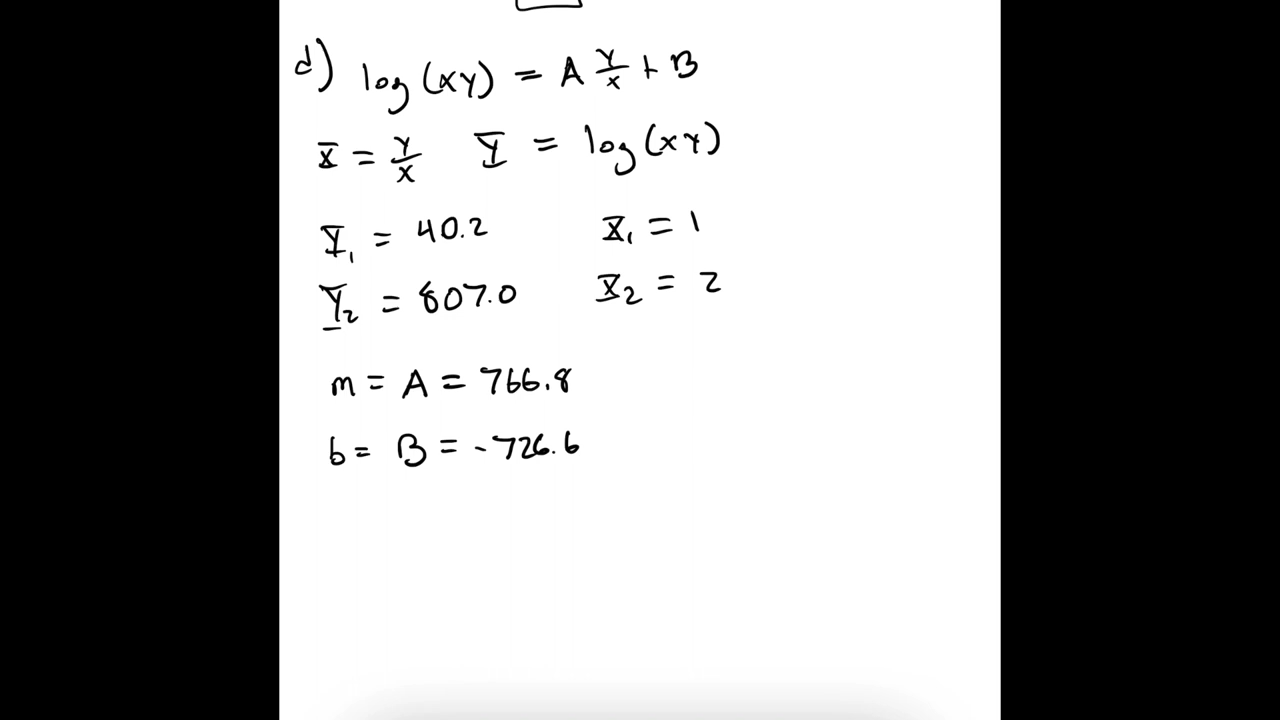 d) log(xy) = A y/x + B
X = y/x Y = log(xy)
Y₁ = 40.2 X₁ = 1
Y₂ = 807.0 X₂ = 2
m = A = 766.8
b = B = -726.6